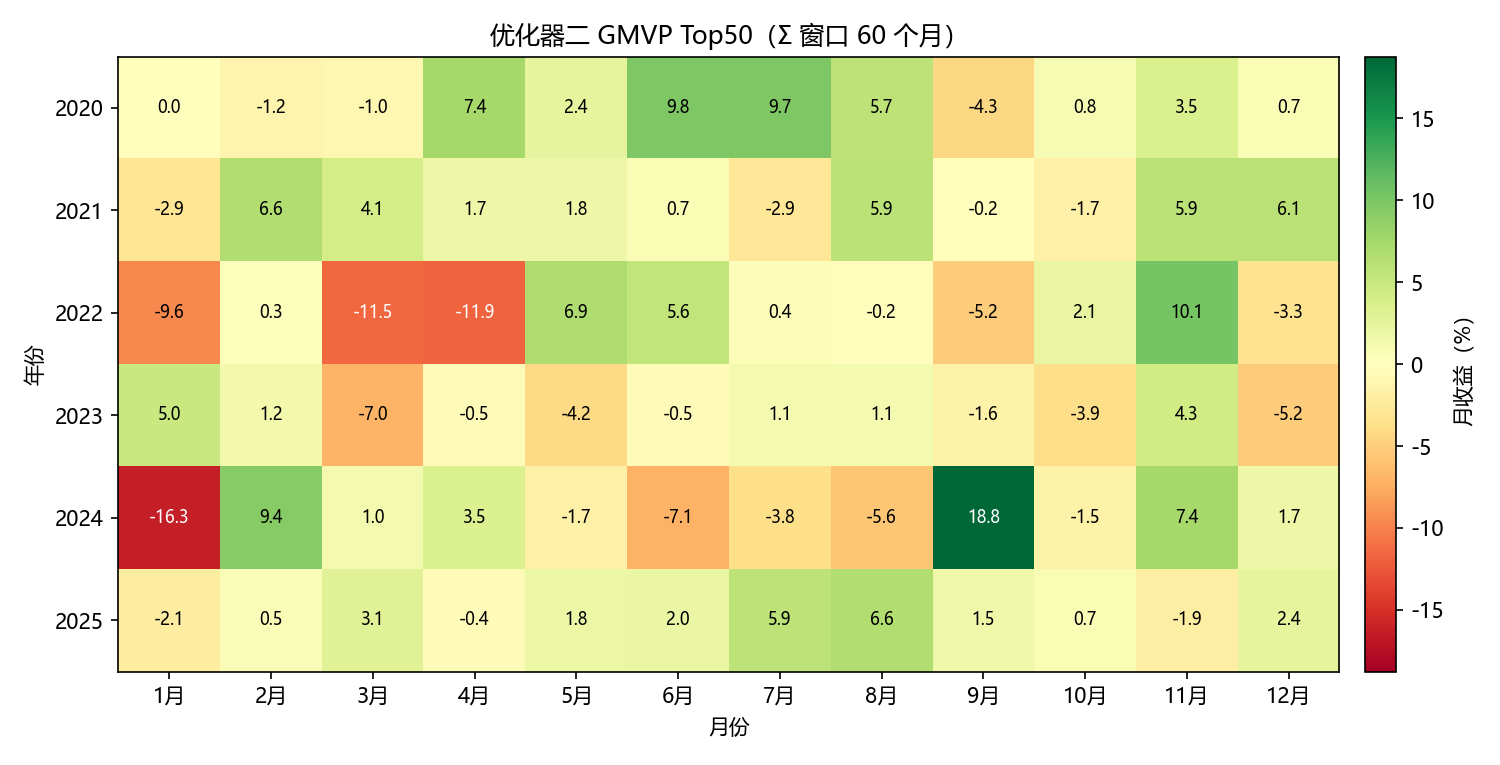 优化器二 GMVP Top50（Σ 窗口 60 个月）
2020 0.0 -1.2 -1.0 7.4 2.4 9.8 9.7 5.7 -4.3 0.8 3.5 0.7
2021 -2.9 6.6 4.1 1.7 1.8 0.7 -2.9 5.9 -0.2 -1.7 5.9 6.1
2022 -9.6 0.3 -11.5 -11.9 6.9 5.6 0.4 -0.2 -5.2 2.1 10.1 -3.3
2023 5.0 1.2 -7.0 -0.5 -4.2 -0.5 1.1 1.1 -1.6 -3.9 4.3 -5.2
2024 -16.3 9.4 1.0 3.5 -1.7 -7.1 -3.8 -5.6 18.8 -1.5 7.4 1.7
2025 -2.1 0.5 3.1 -0.4 1.8 2.0 5.9 6.6 1.5 0.7 -1.9 2.4
1月 2月 3月 4月 5月 6月 7月 8月 9月 10月 11月 12月
月份
年份
15
10
5
0
-5
-10
-15
月收益（%）